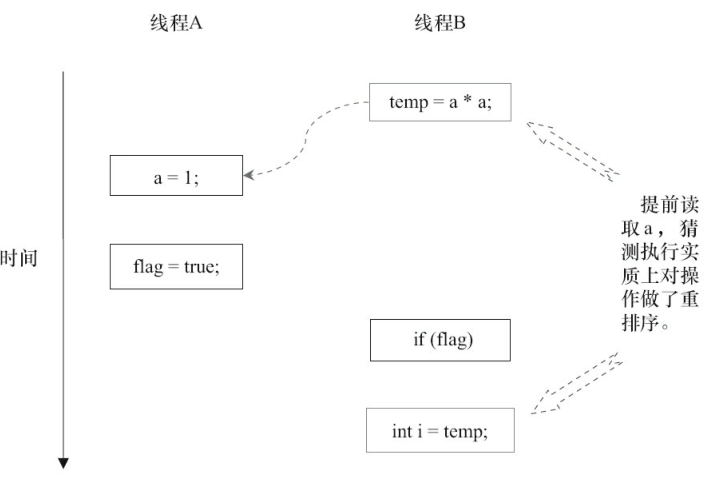 线程A
线程B
temp = a * a;
a = 1;
flag = true;
时间
提前读
取a，猜
测执行实
质上对操
作做了重
排序。
if (flag)
int i = temp;